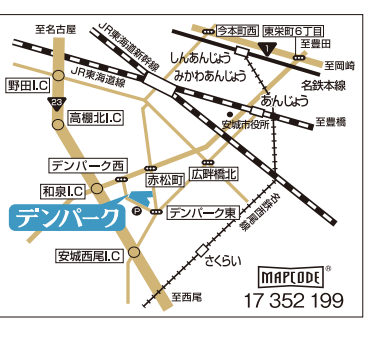 至名古屋
JR東海道新幹線
JR東海道線
今本町西
東栄町6丁目
至豊田
1
しんあんじょう
みかわあんじょう
至岡崎
名鉄本線
野田I.C
23
あんじょう
高棚北I.C
安城市役所
至豊橋
デンパーク西
赤松町
広畔橋北
和泉I.C
デンパーク
P
デンパーク東
名鉄西尾線
安城西尾I.C
さくらい
至西尾
MAPCODE®
17 352 199